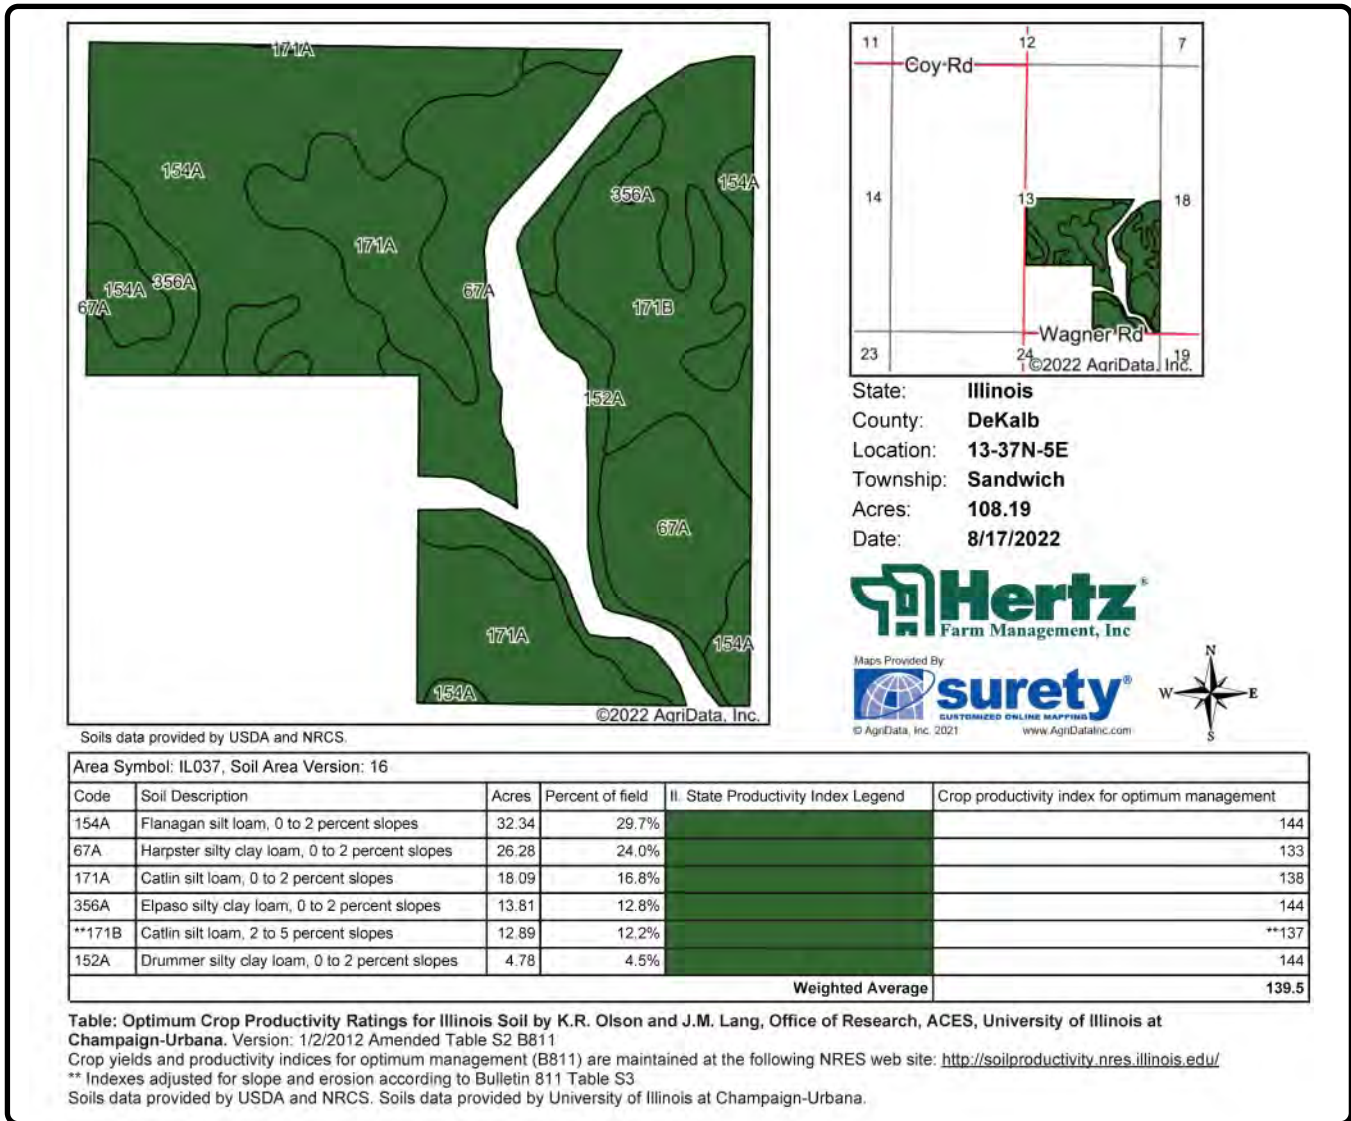 171A
154A
356A
154A
171A
154A
356A
67A
67A
171B
152A
67A
171A
154A
154A
©2022 AgriData, Inc.
Soils data provided by USDA and NRCS.
11
12
7
Coy Rd
14
13
18
Wagner Rd
23
24
19
©2022 AgriData, Inc.
State: Illinois
County: DeKalb
Location: 13-37N-5E
Township: Sandwich
Acres: 108.19
Date: 8/17/2022
Hertz®
Farm Management, Inc
Maps Provided By
surety®
CUSTOMIZED ONLINE MAPPING
© AgriData, Inc. 2021 www.AgriDataInc.com
N
W E
S
Area Symbol: IL037, Soil Area Version: 16
Code Soil Description Acres Percent of field II. State Productivity Index Legend Crop productivity index for optimum management
154A Flanagan silt loam, 0 to 2 percent slopes 32.34 29.7% 144
67A Harpster silty clay loam, 0 to 2 percent slopes 26.28 24.0% 133
171A Catlin silt loam, 0 to 2 percent slopes 18.09 16.8% 138
356A Elpaso silty clay loam, 0 to 2 percent slopes 13.81 12.8% 144
**171B Catlin silt loam, 2 to 5 percent slopes 12.89 12.2% **137
152A Drummer silty clay loam, 0 to 2 percent slopes 4.78 4.5% 144
Weighted Average 139.5
Table: Optimum Crop Productivity Ratings for Illinois Soil by K.R. Olson and J.M. Lang, Office of Research, ACES, University of Illinois at
Champaign-Urbana. Version: 1/2/2012 Amended Table S2 B811
Crop yields and productivity indices for optimum management (B811) are maintained at the following NRES web site: http://soilproductivity.nres.illinois.edu/
** Indexes adjusted for slope and erosion according to Bulletin 811 Table S3
Soils data provided by USDA and NRCS. Soils data provided by University of Illinois at Champaign-Urbana.